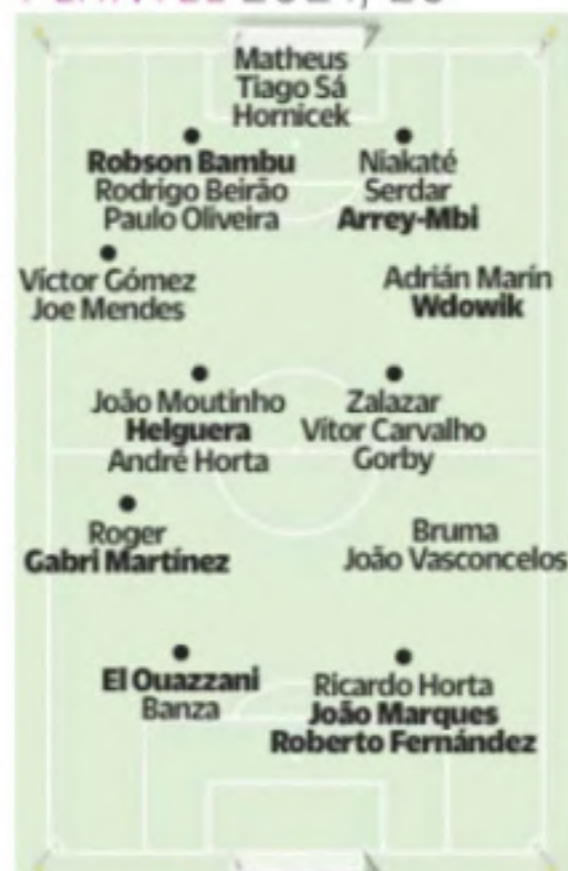 Matheus
Tiago Sá
Hornicek
Robson Bambu
Rodrigo Beirão
Paulo Oliveira
Niakaté
Serdar
Arrey-Mbi
Víctor Gómez
Joe Mendes
Adrián Marín
Wdowik
João Moutinho
Helguera
André Horta
Zalazar
Vítor Carvalho
Gorby
Roger
Gabri Martínez
Bruma
João Vasconcelos
El Ouazzani
Banza
Ricardo Horta
João Marques
Roberto Fernández